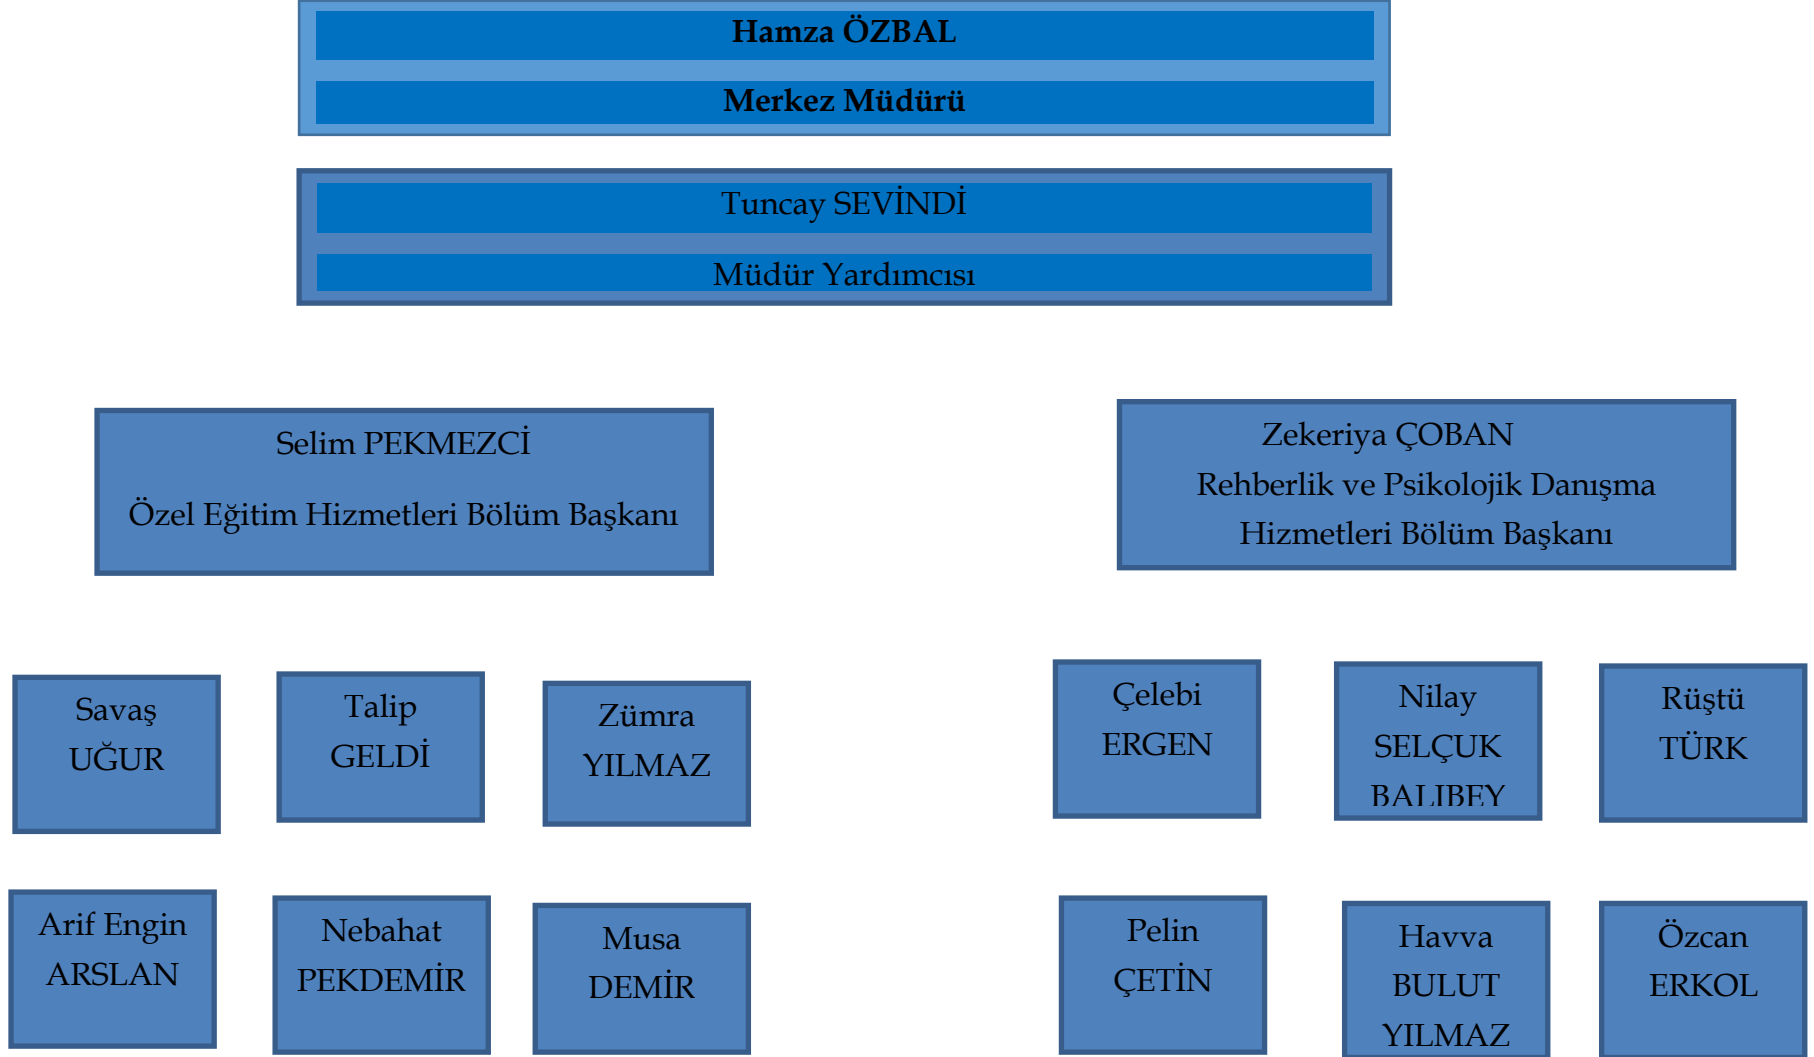 Hamza ÖZBAL
Merkez Müdürü
Tuncay SEVİNDİ
Müdür Yardımcısı
Selim PEKMEZCİ
Özel Eğitim Hizmetleri Bölüm Başkanı
Zekeriya ÇOBAN
Rehberlik ve Psikolojik Danışma
Hizmetleri Bölüm Başkanı
Savaş
UĞUR
Talip
GELDİ
Zümra
YILMAZ
Çelebi
ERGEN
Nilay
SELÇUK
BALIBEY
Rüştü
TÜRK
Arif Engin
ARSLAN
Nebahat
PEKDEMİR
Musa
DEMİR
Pelin
ÇETİN
Havva
BULUT
YILMAZ
Özcan
ERKOL